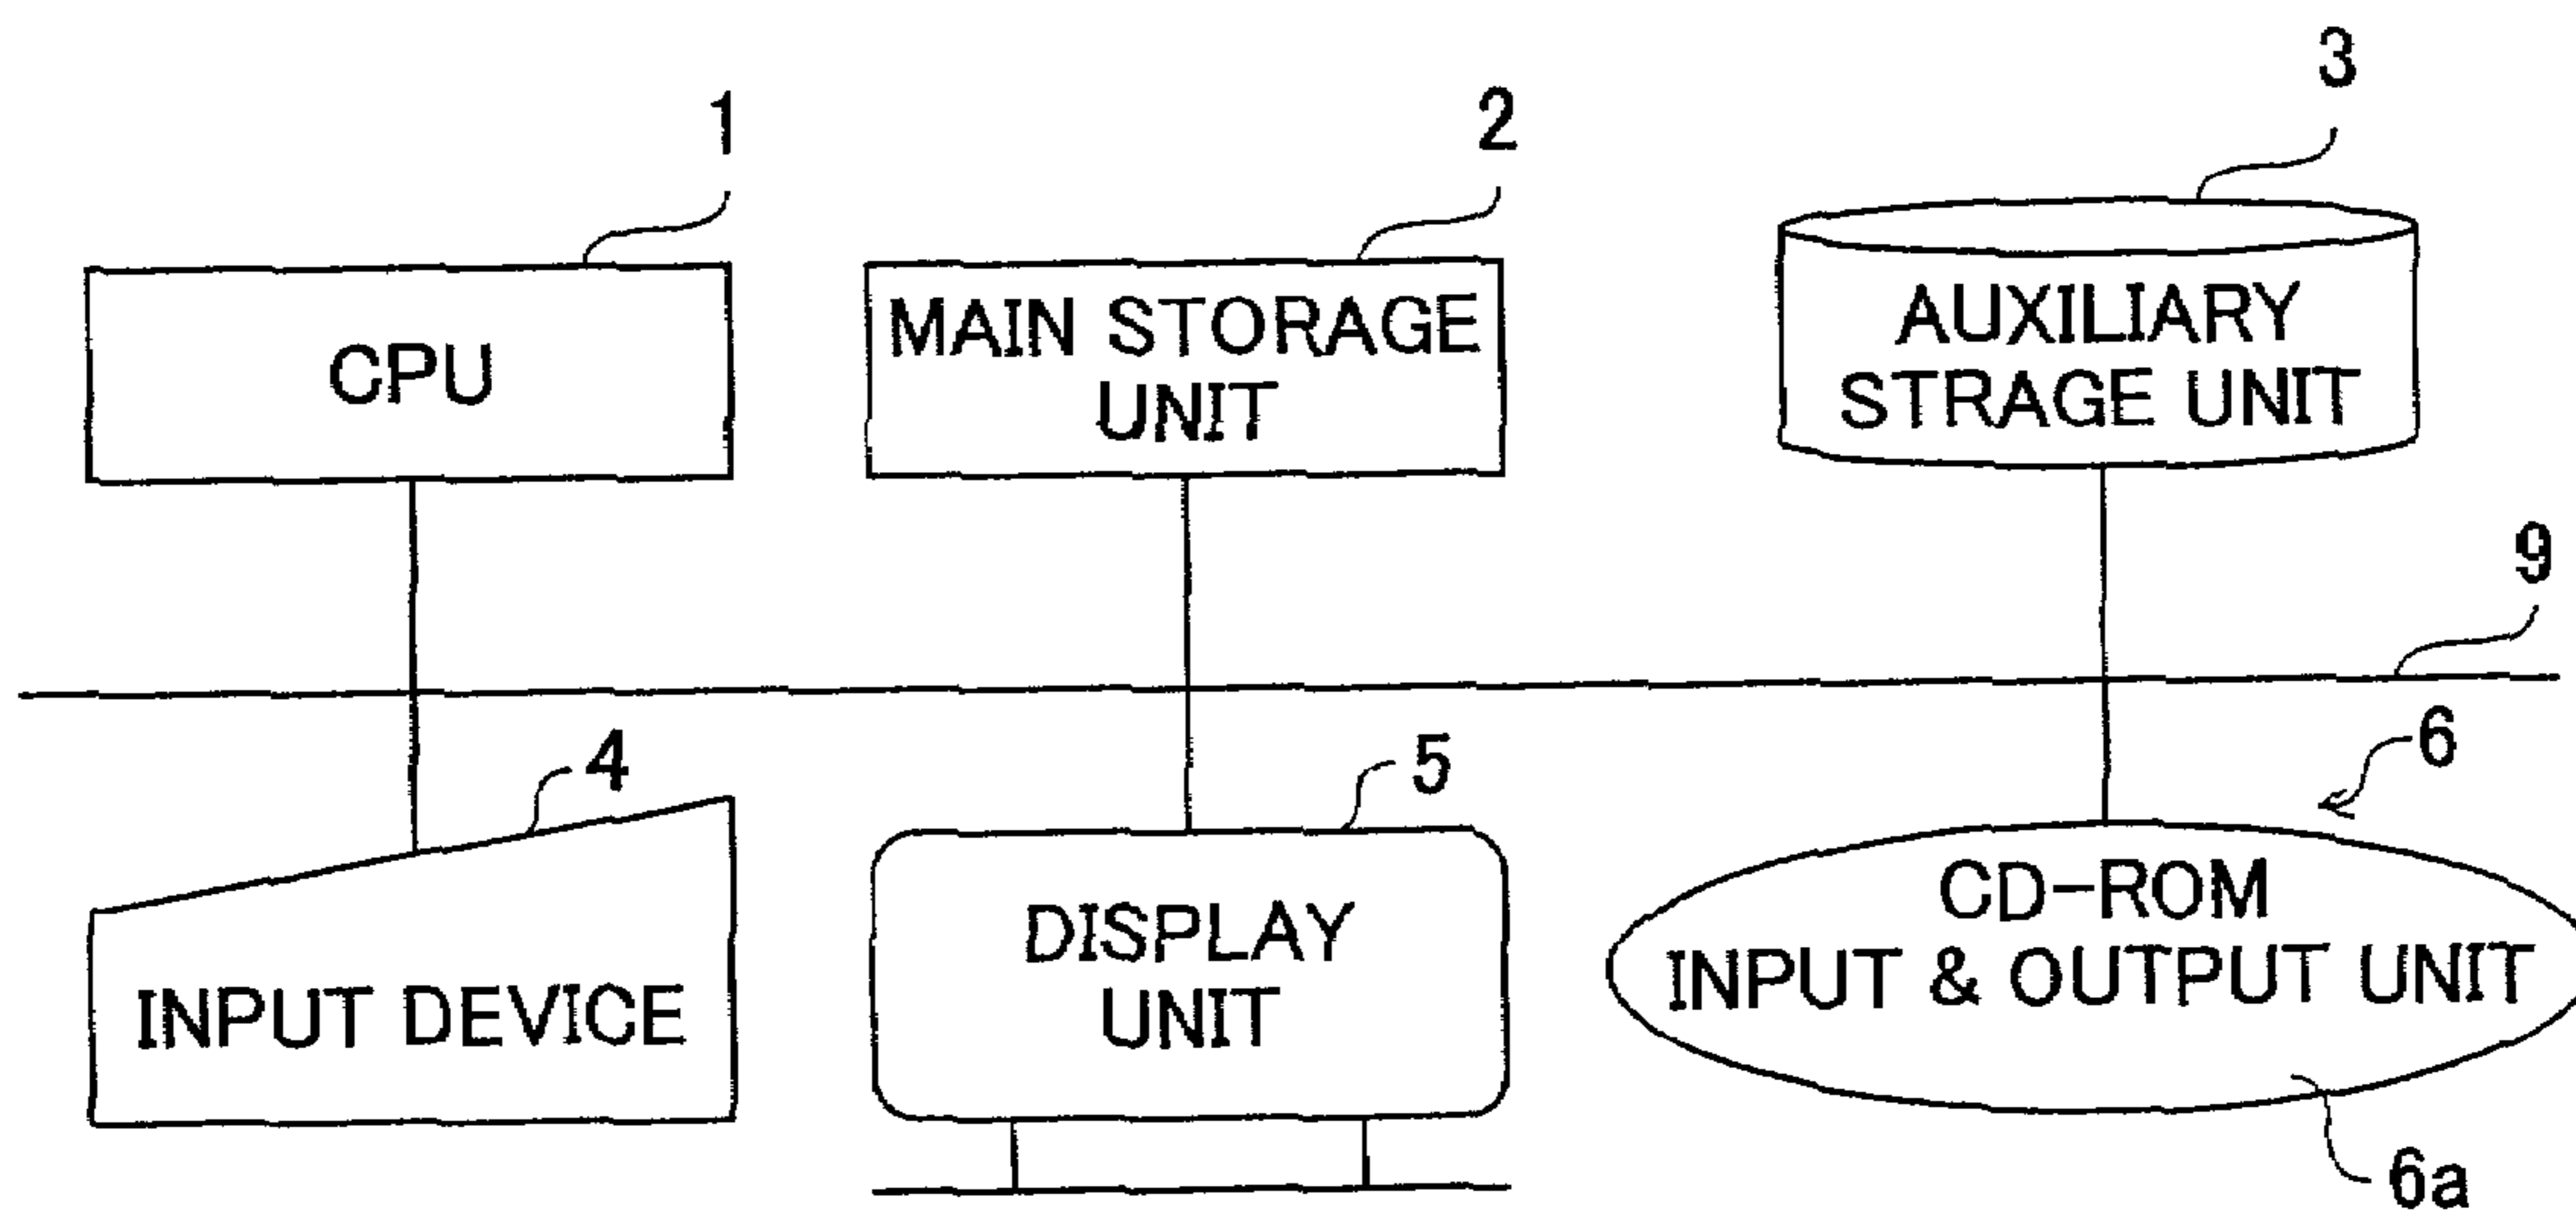 1
2
3
CPU
MAIN STORAGE
UNIT
AUXILIARY
STRAGE UNIT
9
4
5
6
INPUT DEVICE
DISPLAY
UNIT
CD-ROM
INPUT & OUTPUT UNIT
6a